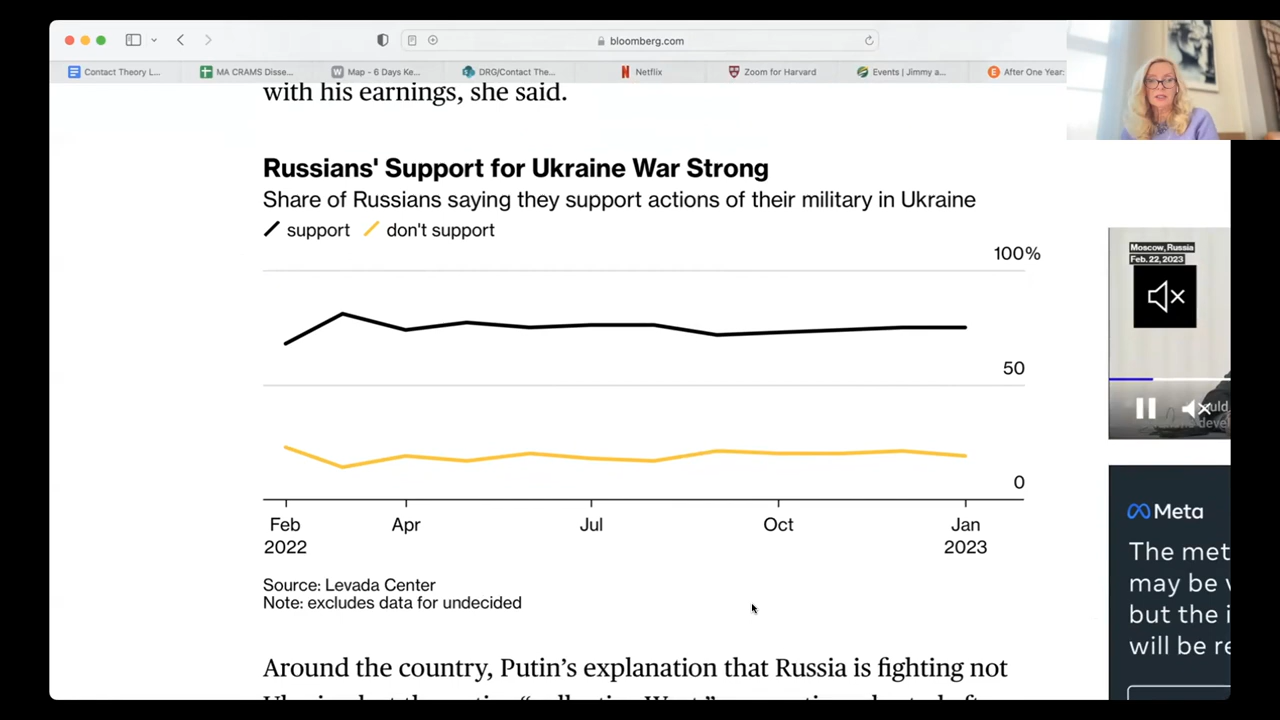 bloomberg.com
Contact Theory L...
MA CRAMS Disse...
Map - 6 Days Ke...
DRG/Contact The...
Netflix
Zoom for Harvard
Events | Jimmy a...
After One Year:
with his earnings, she said.
Russians' Support for Ukraine War Strong
Share of Russians saying they support actions of their military in Ukraine
support don't support
100%
50
0
Feb Apr Jul Oct Jan
2022 2023
Source: Levada Center
Note: excludes data for undecided
Around the country, Putin's explanation that Russia is fighting not
Moscow, Russia
Feb. 22, 2023
Meta
The met
may be
but the i
will be re